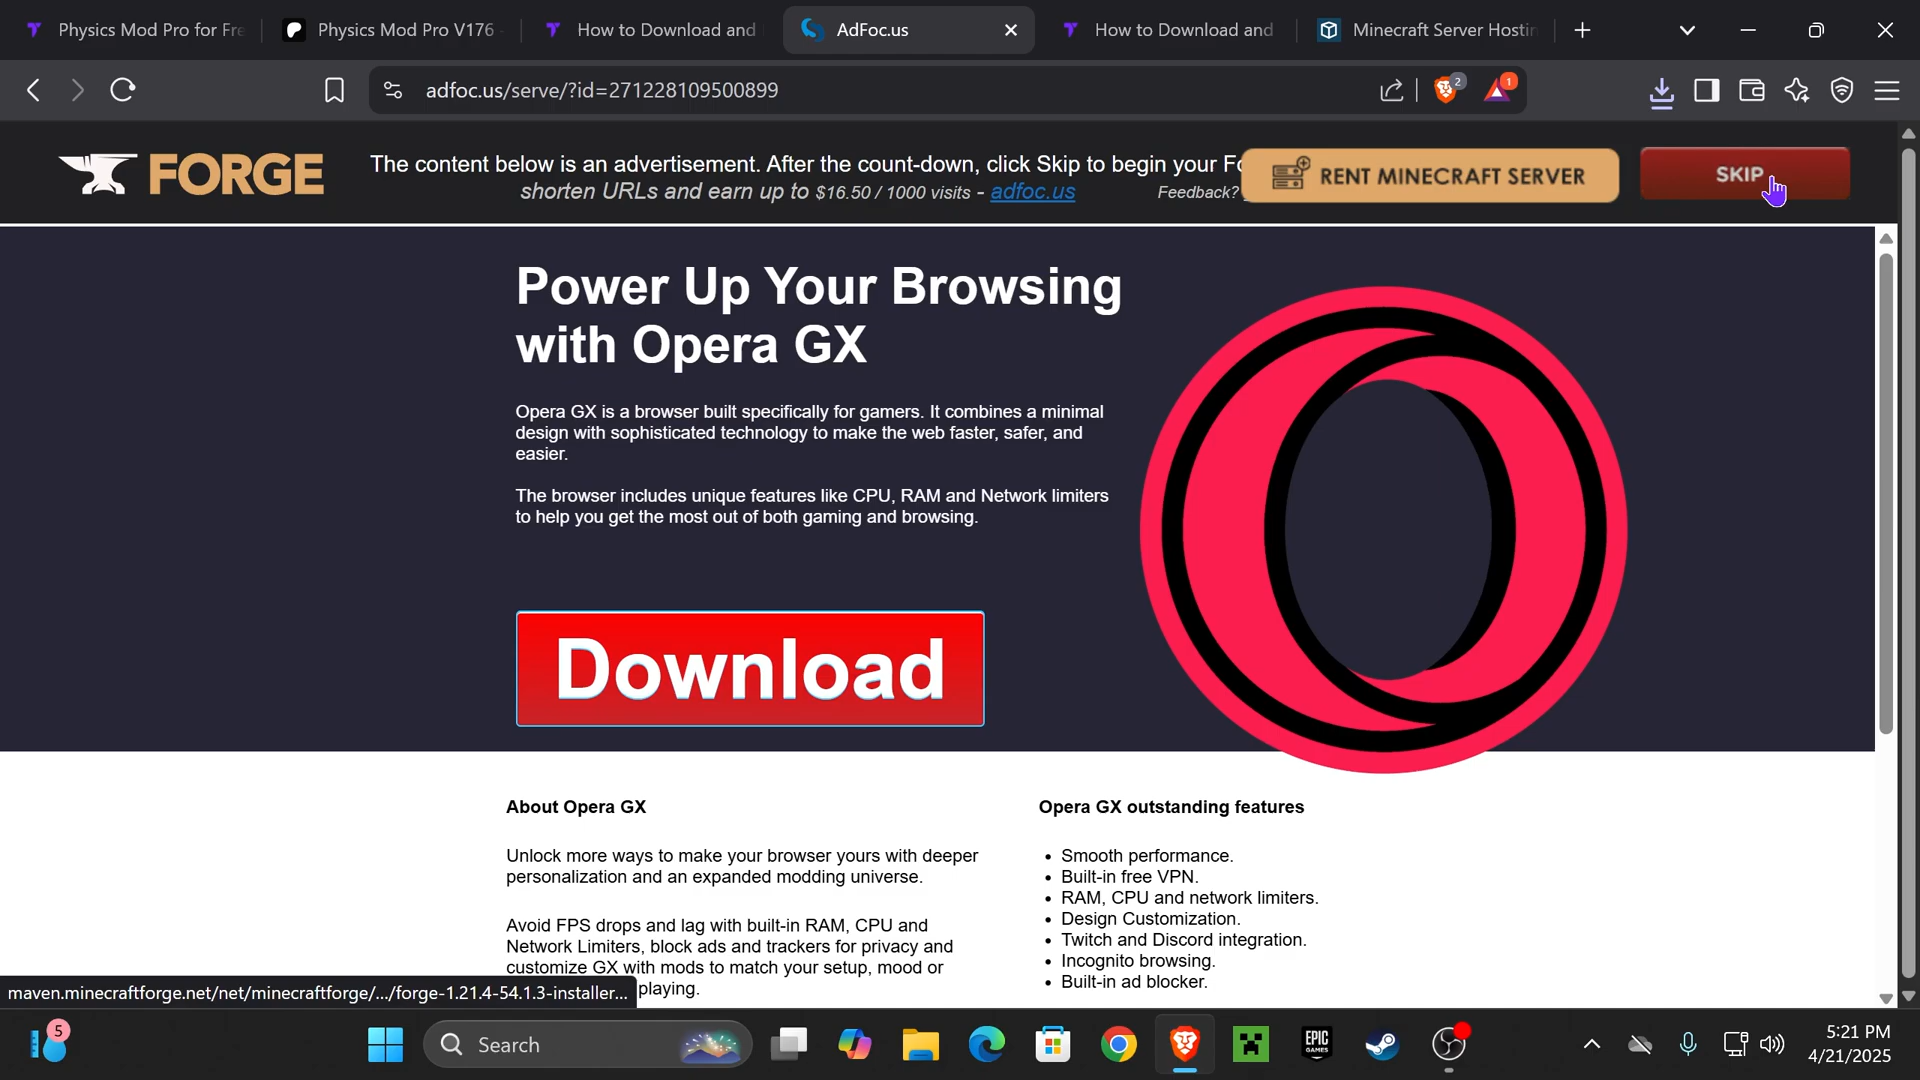 Physics Mod Pro for Fre
Physics Mod Pro V176
How to Download and
AdFoc.us
How to Download and
Minecraft Server Hostin
adfoc.us/serve/?id=271228109500899
2
1
FORGE
The content below is an advertisement. After the count-down, click Skip to begin your Fo
shorten URLs and earn up to $16.50 / 1000 visits - adfoc.us
Feedback?
RENT MINECRAFT SERVER
SKIP
Power Up Your Browsing
with Opera GX
Opera GX is a browser built specifically for gamers. It combines a minimal
design with sophisticated technology to make the web faster, safer, and
easier.
The browser includes unique features like CPU, RAM and Network limiters
to help you get the most out of both gaming and browsing.
Download
About Opera GX
Unlock more ways to make your browser yours with deeper
personalization and an expanded modding universe.
Avoid FPS drops and lag with built-in RAM, CPU and
Network Limiters, block ads and trackers for privacy and
customize GX with mods to match your setup, mood or
playing.
Opera GX outstanding features
• Smooth performance.
• Built-in free VPN.
• RAM, CPU and network limiters.
• Design Customization.
• Twitch and Discord integration.
• Incognito browsing.
• Built-in ad blocker.
maven.minecraftforge.net/net/minecraftforge/.../forge-1.21.4-54.1.3-installer...
5
Search
EPIC
GAMES
5:21 PM
4/21/2025